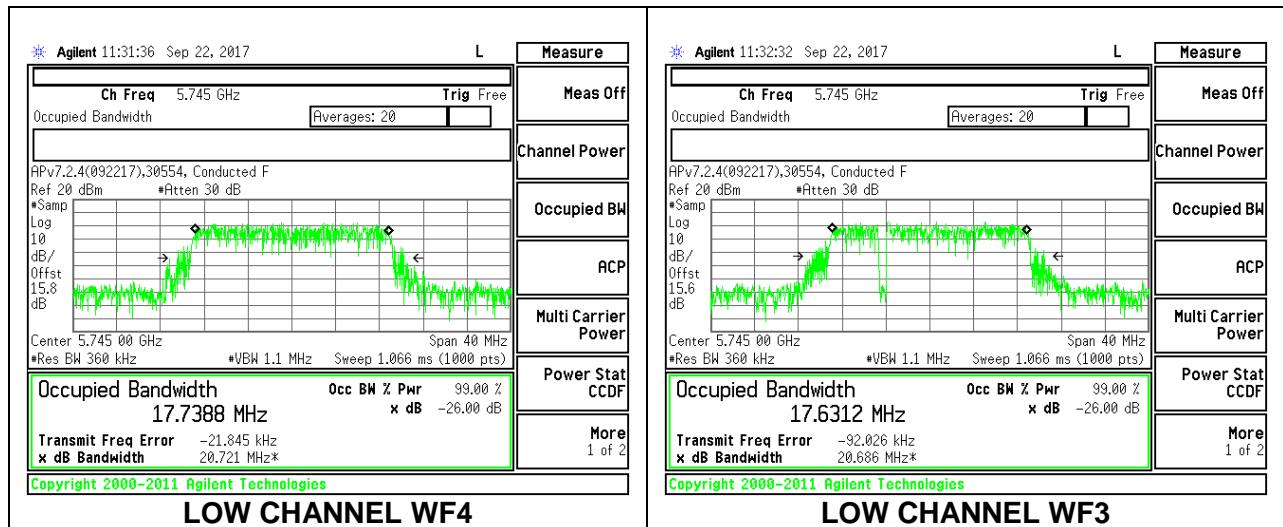 Agilent 11:31:36 Sep 22, 2017 L
Measure
Ch Freq 5.745 GHz Trig Free
Meas Off
Occupied Bandwidth Averages: 20
Channel Power
APv7.2.4(092217),30554, Conducted F
Ref 20 dBm #Atten 30 dB
#Samp
Occupied BW
Log
10
dB/
ACP
Offst
15.8
dB
Multi Carrier
Power
Center 5.745 00 GHz Span 40 MHz
#Res BW 360 kHz #VBW 1.1 MHz Sweep 1.066 ms (1000 pts)
Power Stat
CCDF
Occupied Bandwidth Occ BW % Pwr 99.00 %
17.7388 MHz x dB -26.00 dB
More
1 of 2
Transmit Freq Error -21.845 kHz
x dB Bandwidth 20.721 MHz*
Copyright 2000-2011 Agilent Technologies
LOW CHANNEL WF4
Agilent 11:32:32 Sep 22, 2017 L
Measure
Ch Freq 5.745 GHz Trig Free
Meas Off
Occupied Bandwidth Averages: 20
Channel Power
APv7.2.4(092217),30554, Conducted F
Ref 20 dBm #Atten 30 dB
#Samp
Occupied BW
Log
10
dB/
ACP
Offst
15.6
dB
Multi Carrier
Power
Center 5.745 00 GHz Span 40 MHz
#Res BW 360 kHz #VBW 1.1 MHz Sweep 1.066 ms (1000 pts)
Power Stat
CCDF
Occupied Bandwidth Occ BW % Pwr 99.00 %
17.6312 MHz x dB -26.00 dB
More
1 of 2
Transmit Freq Error -92.026 kHz
x dB Bandwidth 20.686 MHz*
Copyright 2000-2011 Agilent Technologies
LOW CHANNEL WF3